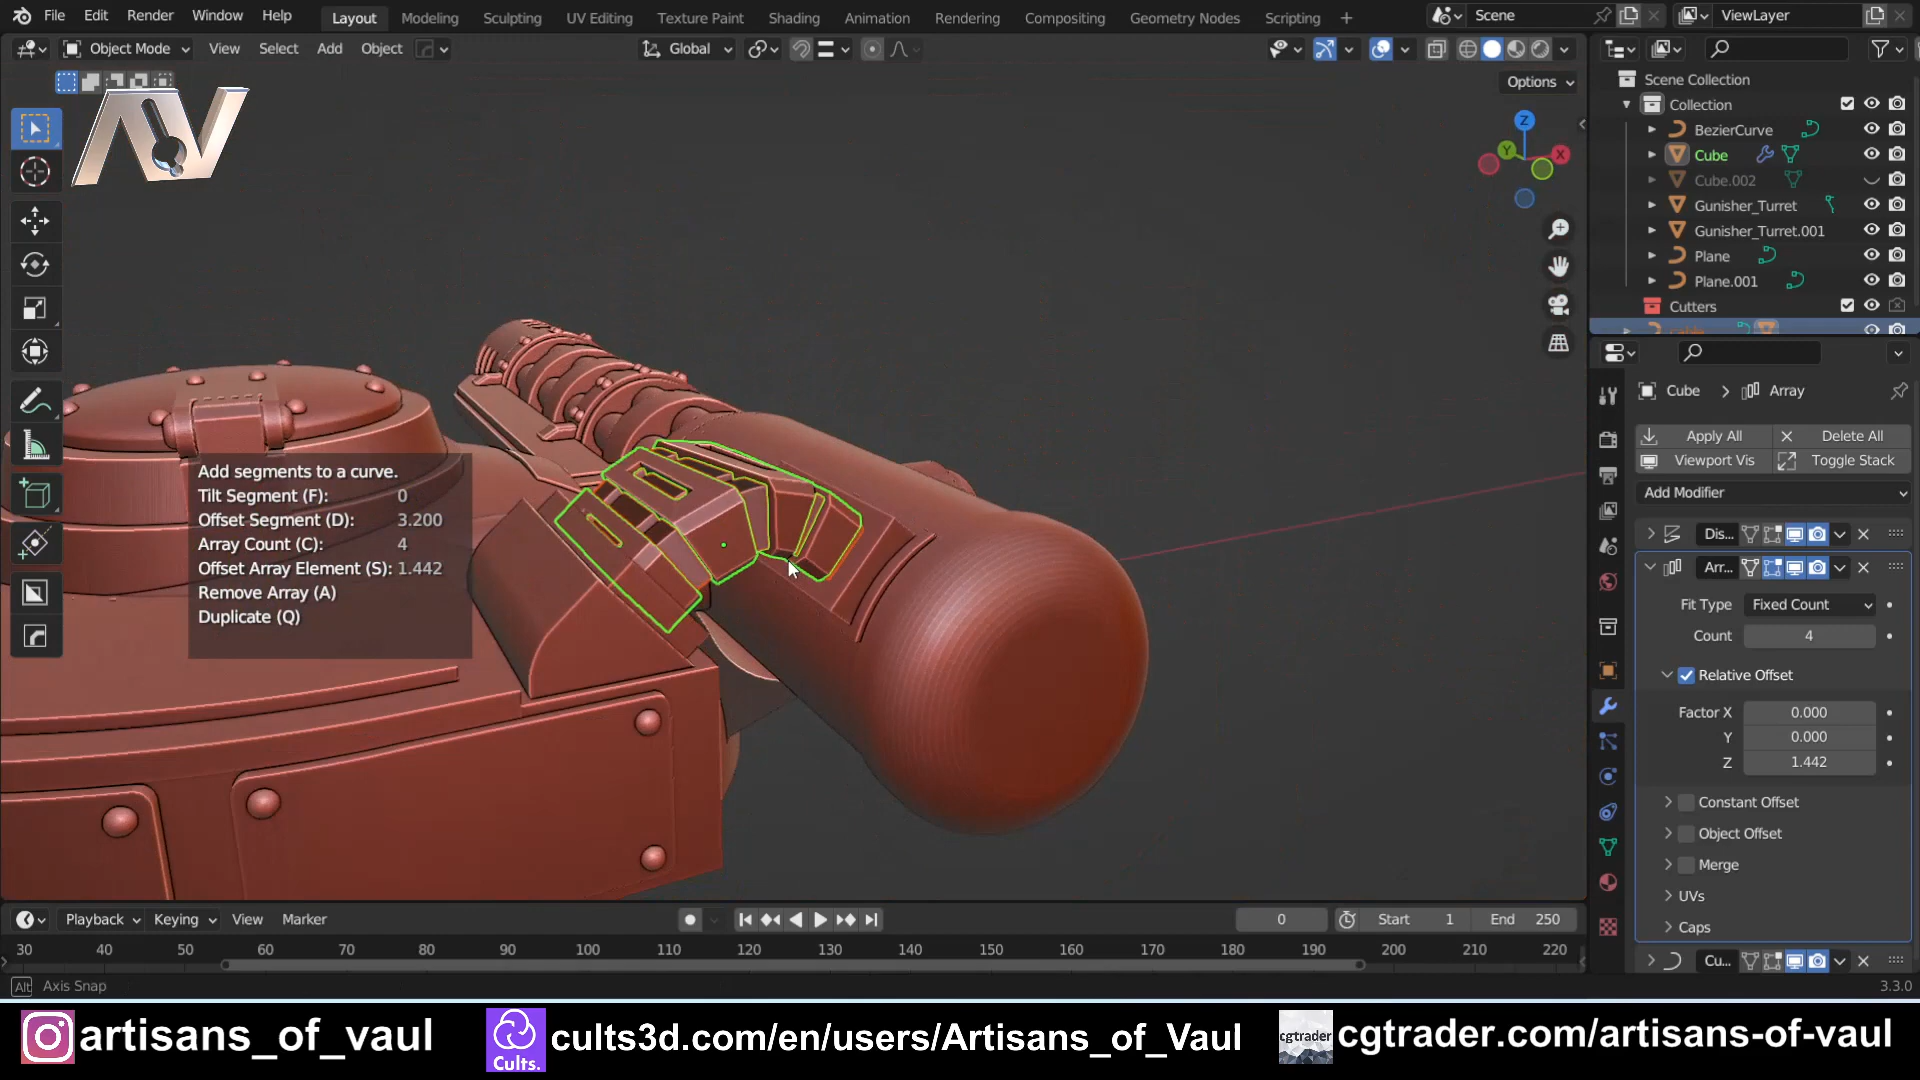 File Edit Render Window Help Layout Modeling Sculpting UV Editing Texture Paint Shading Animation Rendering Compositing Geometry Nodes Scripting + Scene ViewLayer
Object Mode View Select Add Object Global
Options
AV
Z
Y X
Scene Collection
Collection
BezierCurve
Cube
Cube.002
Gunisher_Turret
Gunisher_Turret.001
Plane
Plane.001
Cutters
Cube > Array
Apply All Delete All
Viewport Vis Toggle Stack
Add Modifier
Dis...
Arr...
Fit Type Fixed Count
Count 4
Relative Offset
Factor X 0.000
Y 0.000
Z 1.442
Constant Offset
Object Offset
Merge
UVs
Caps
Cu...
Add segments to a curve.
Tilt Segment (F): 0
Offset Segment (D): 3.200
Array Count (C): 4
Offset Array Element (S): 1.442
Remove Array (A)
Duplicate (Q)
Playback Keying View Marker 0 Start 1 End 250
30 40 50 60 70 80 90 100 110 120 130 140 150 160 170 180 190 200 210 220
Alt Axis Snap 3.3.0
artisans_of_vaul Cults. cults3d.com/en/users/Artisans_of_Vaul cgtrader cgtrader.com/artisans-of-vaul